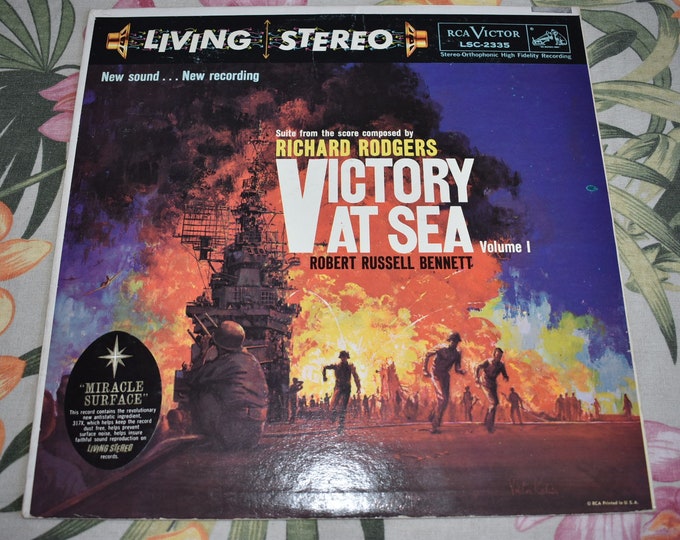 LIVING STEREO
RCA VICTOR
LSC-2335
Stereo-Orthophonic High Fidelity Recording
New sound . . . New recording
Suite from the score composed by
RICHARD RODGERS
VICTORY
AT SEA Volume I
ROBERT RUSSELL BENNETT
"MIRACLE
SURFACE"
This record contains the revolutionary
new antistatic ingredient,
317X, which helps keep the record
dust free, helps prevent
surface noise, helps insure
faithful sound reproduction on
LIVING STEREO
records.
© RCA Printed in U.S.A.